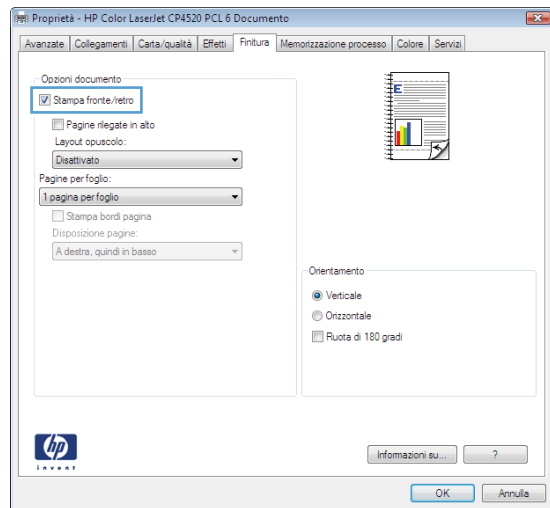 Proprietà - HP Color LaserJet CP4520 PCL 6 Documento
Avanzate Collegamenti Carta/qualità Effetti Finitura Memorizzazione processo Colore Servizi
Opzioni documento
Stampa fronte/retro
Pagine rilegate in alto
Layout opuscolo:
Disattivato
Pagine per foglio:
1 pagina per foglio
Stampa bordi pagina
Disposizione pagine:
A destra, quindi in basso
E
Orientamento
Verticale
Orizzontale
Ruota di 180 gradi
hp
invent
Informazioni su... ?
OK Annulla